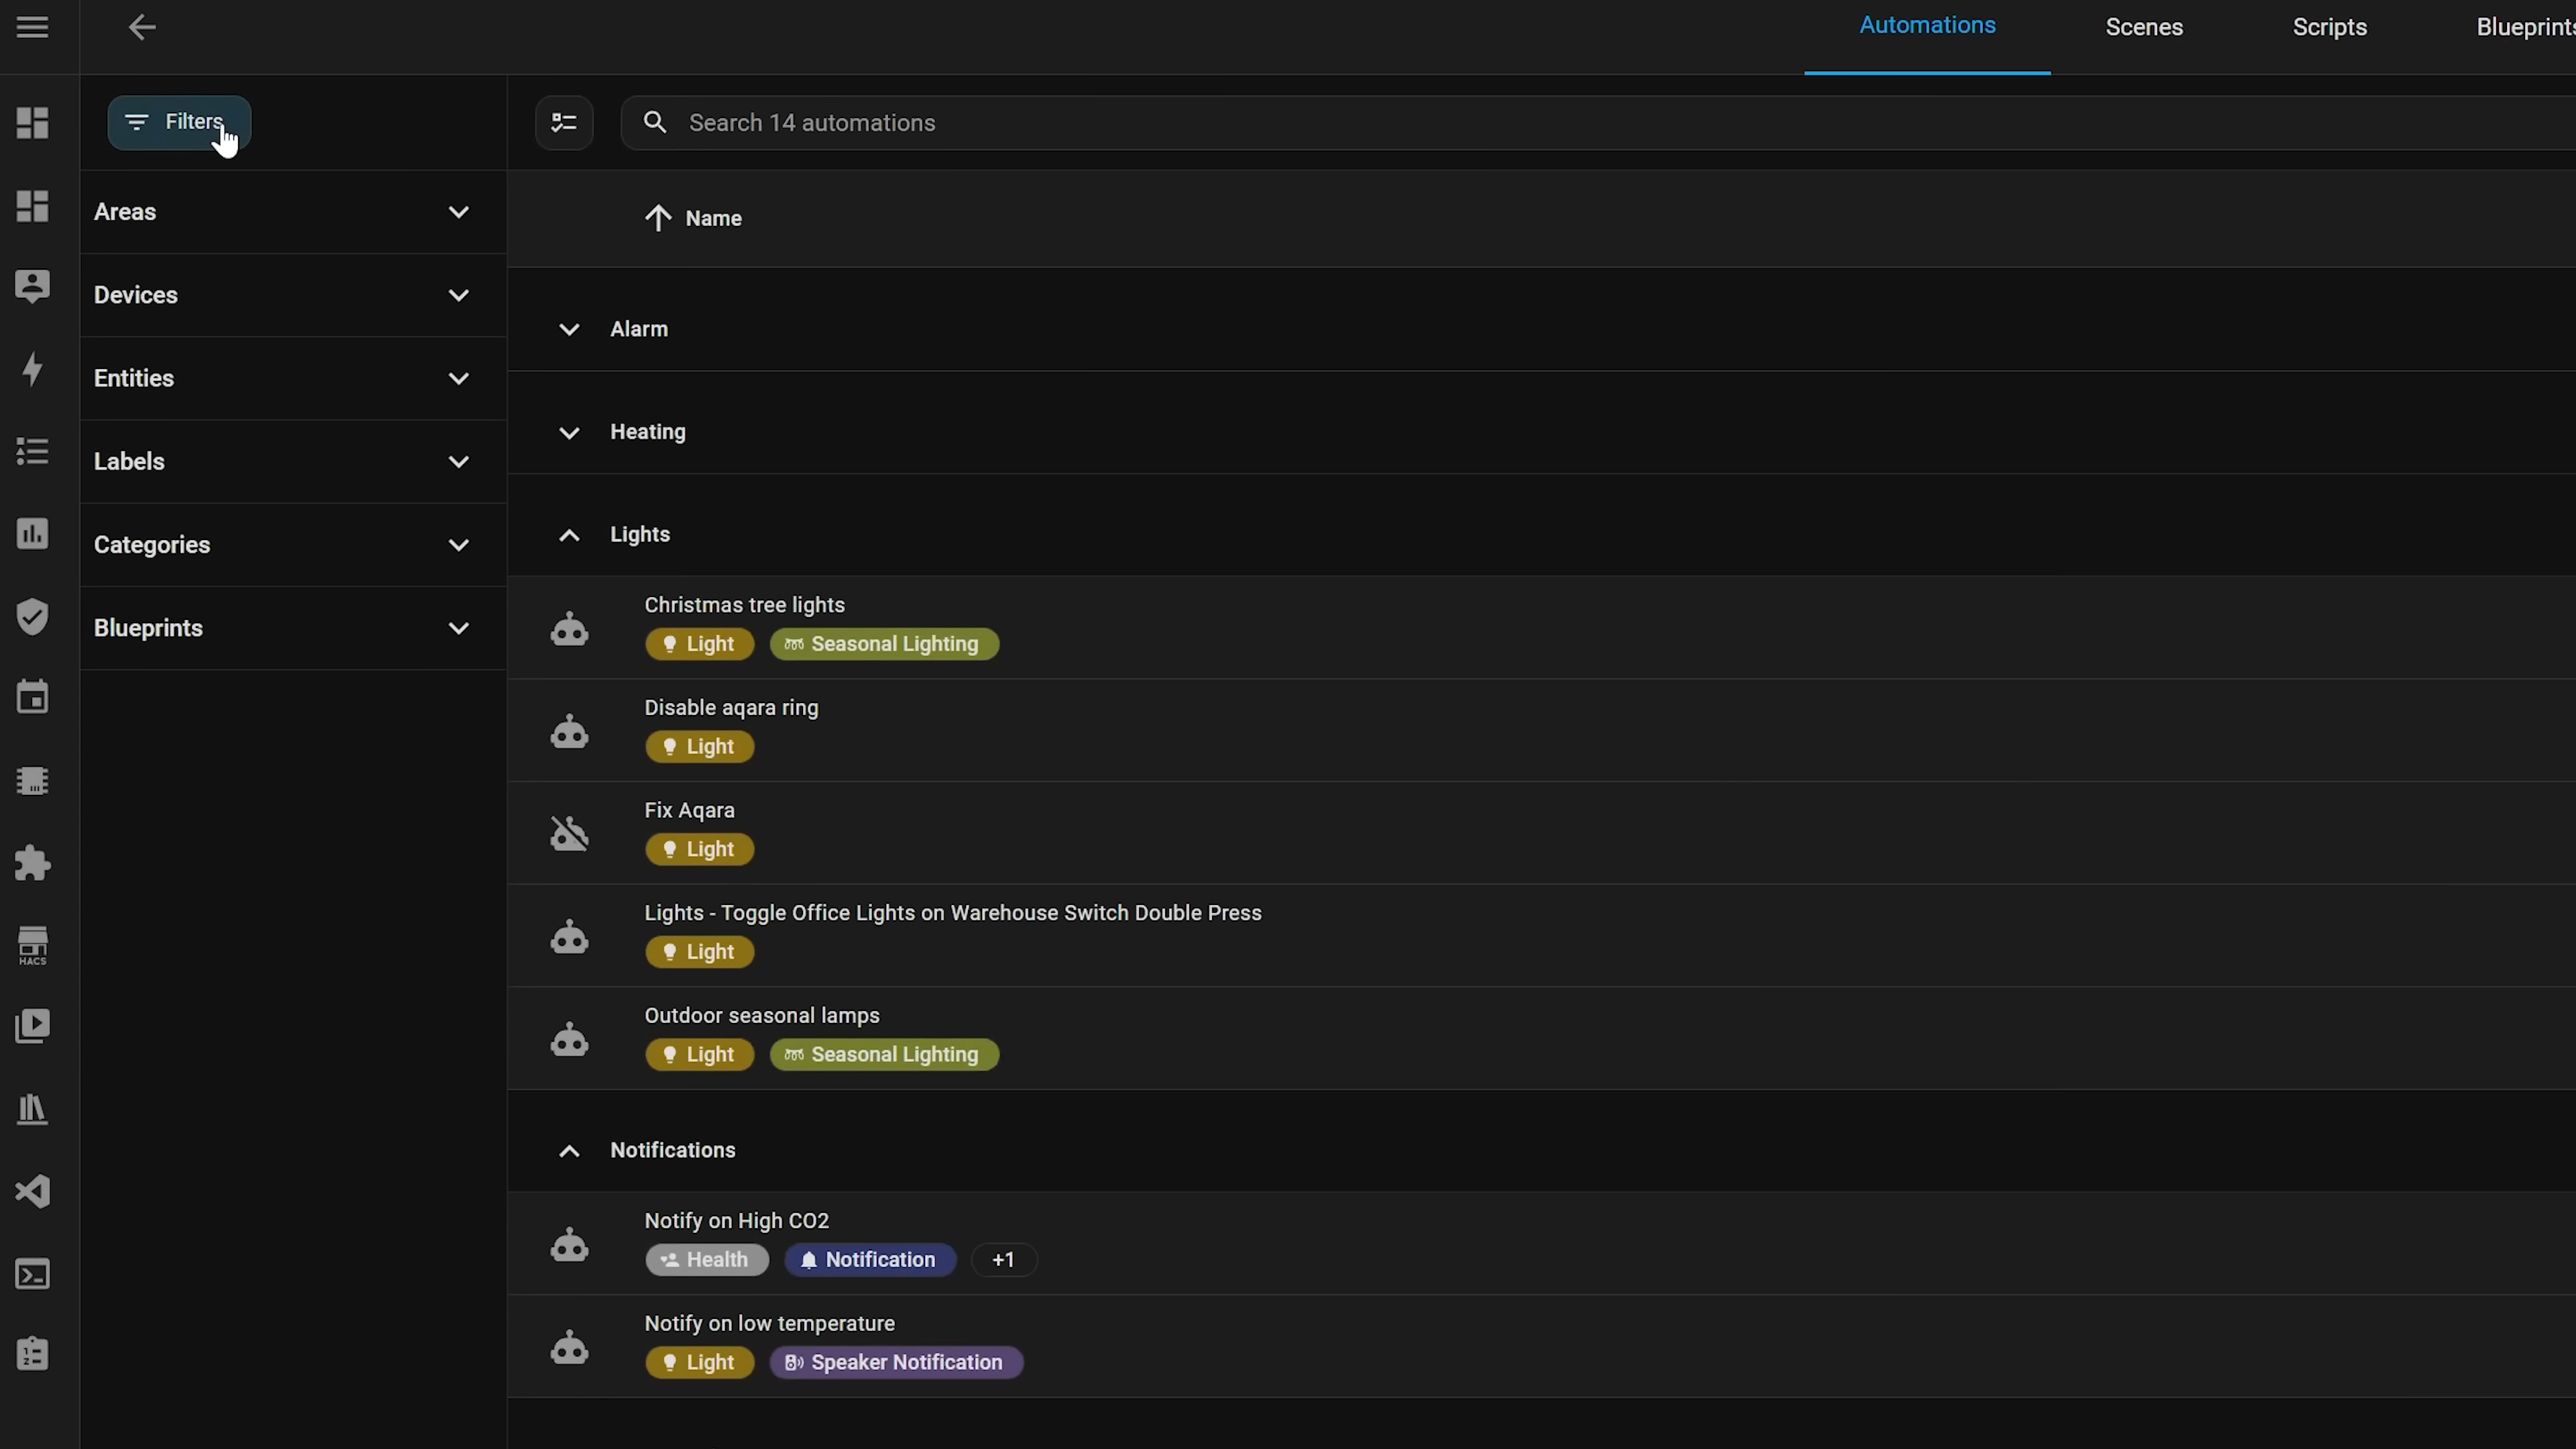 Automations
Scenes
Scripts
Blueprints
Filters
Search 14 automations
Areas
Devices
Entities
Labels
Categories
Blueprints
Name
Alarm
Heating
Lights
Christmas tree lights
Light Seasonal Lighting
Disable aqara ring
Light
Fix Aqara
Light
Lights - Toggle Office Lights on Warehouse Switch Double Press
Light
Outdoor seasonal lamps
Light Seasonal Lighting
Notifications
Notify on High CO2
Health Notification +1
Notify on low temperature
Light Speaker Notification
HACS